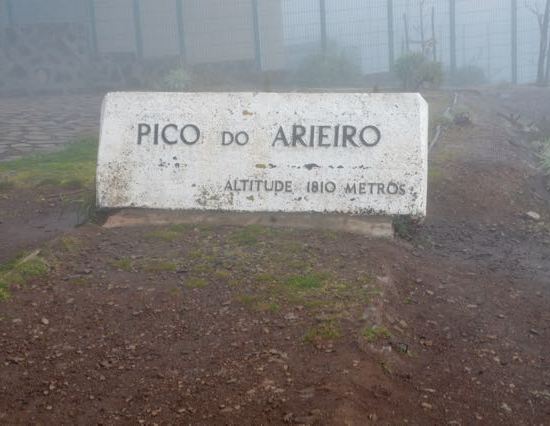 PICO DO ARIEIRO
ALTITUDE 1810 METROS